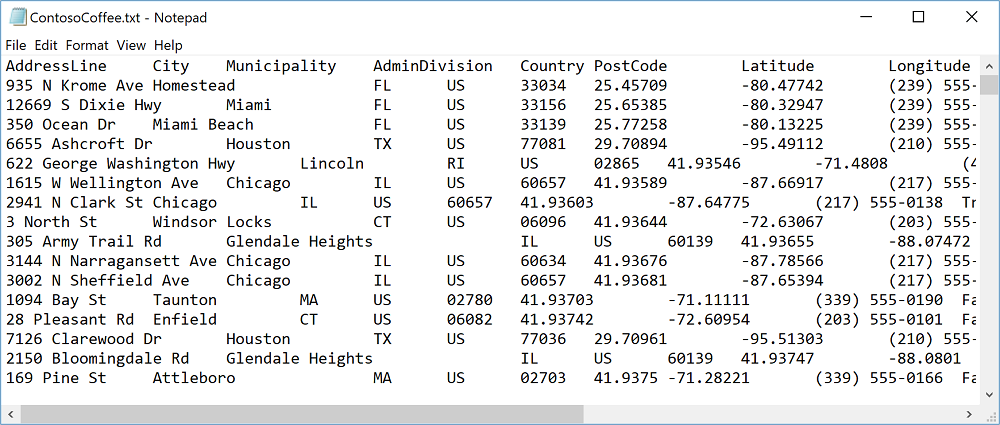 ContosoCoffee.txt - Notepad
File Edit Format View Help
AddressLine City Municipality AdminDivision Country PostCode Latitude Longitude
935 N Krome Ave Homestead FL US 33034 25.45709 -80.47742 (239) 555-
12669 S Dixie Hwy Miami FL US 33156 25.65385 -80.32947 (239) 555-
350 Ocean Dr Miami Beach FL US 33139 25.77258 -80.13225 (239) 555-
6655 Ashcroft Dr Houston TX US 77081 29.70894 -95.49112 (210) 555-
622 George Washington Hwy Lincoln RI US 02865 41.93546 -71.4808 (4
1615 W Wellington Ave Chicago IL US 60657 41.93589 -87.66917 (217) 555-
2941 N Clark St Chicago IL US 60657 41.93603 -87.64775 (217) 555-0138 Tr
3 North St Windsor Locks CT US 06096 41.93644 -72.63067 (203) 555-
305 Army Trail Rd Glendale Heights IL US 60139 41.93655 -88.07472
3144 N Narragansett Ave Chicago IL US 60634 41.93676 -87.78566 (217) 555-
3002 N Sheffield Ave Chicago IL US 60657 41.93681 -87.65394 (217) 555-
1094 Bay St Taunton MA US 02780 41.93703 -71.11111 (339) 555-0190 Fa
28 Pleasant Rd Enfield CT US 06082 41.93742 -72.60954 (203) 555-0101 Fa
7126 Clarewood Dr Houston TX US 77036 29.70961 -95.51303 (210) 555-
2150 Bloomingdale Rd Glendale Heights IL US 60139 41.93747 -88.0801
169 Pine St Attleboro MA US 02703 41.9375 -71.28221 (339) 555-0166 Fa